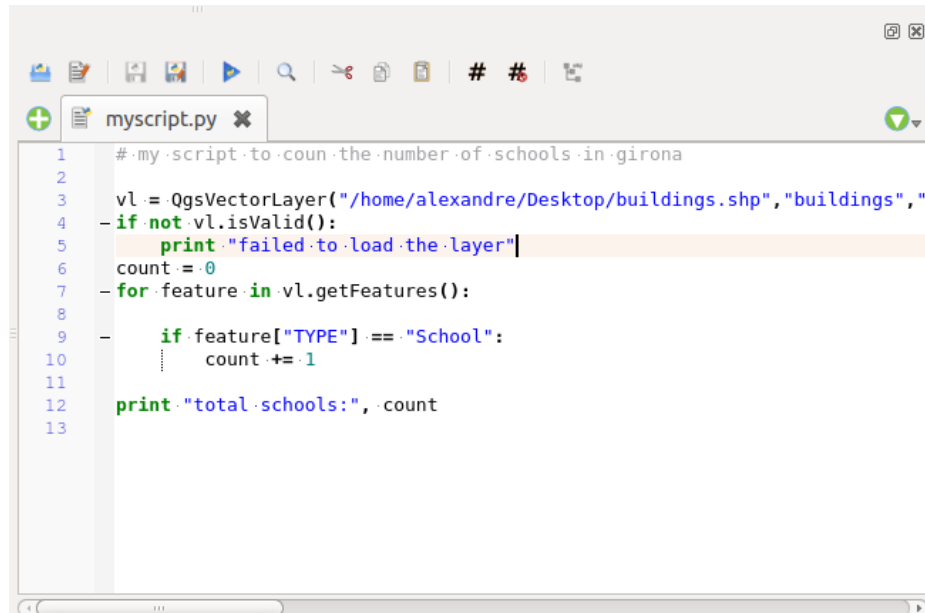 myscript.py
1 # my script to coun the number of schools in girona
2
3 vl = QgsVectorLayer("/home/alexandre/Desktop/buildings.shp","buildings","
4 if not vl.isValid():
5     print "failed to load the layer"
6 count = 0
7 for feature in vl.getFeatures():
8
9     if feature["TYPE"] == "School":
10         count += 1
11
12 print "total schools:", count
13